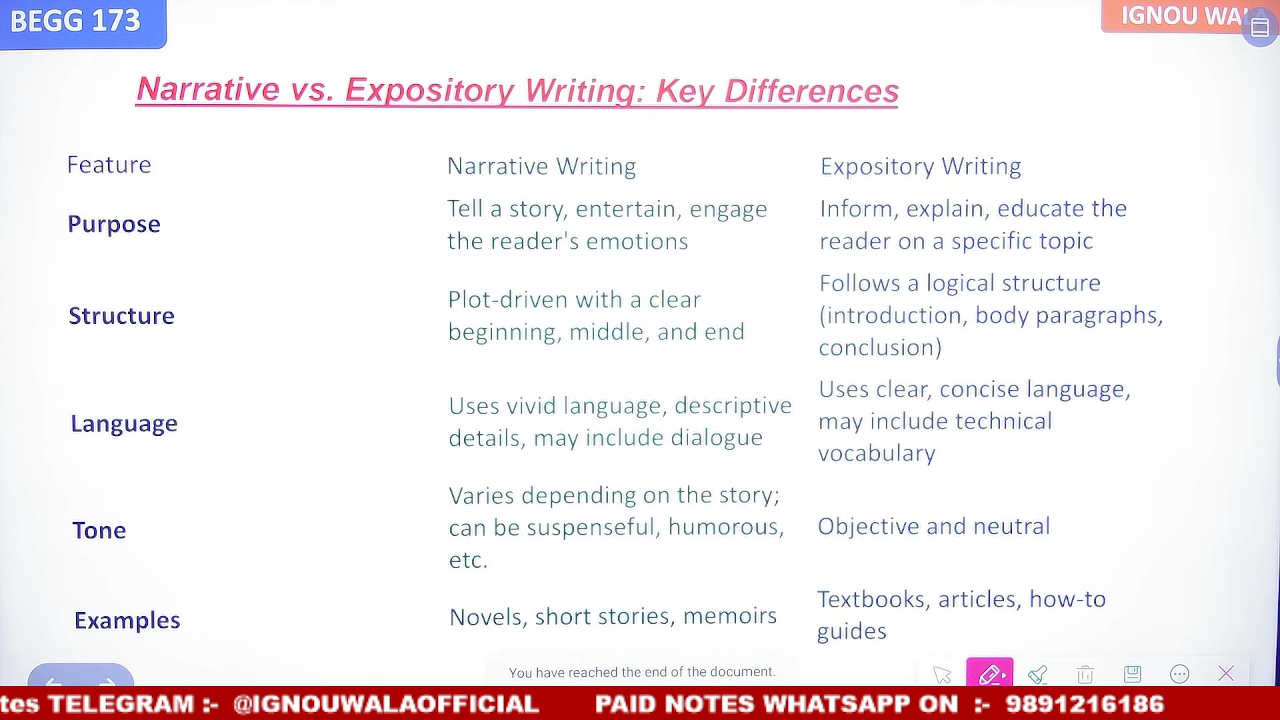 BEGG 173
IGNOU WAL
Narrative vs. Expository Writing: Key Differences
Feature
Narrative Writing
Expository Writing
Purpose
Tell a story, entertain, engage
the reader's emotions
Inform, explain, educate the
reader on a specific topic
Structure
Plot-driven with a clear
beginning, middle, and end
Follows a logical structure
(introduction, body paragraphs,
conclusion)
Language
Uses vivid language, descriptive
details, may include dialogue
Uses clear, concise language,
may include technical
vocabulary
Tone
Varies depending on the story;
can be suspenseful, humorous,
etc.
Objective and neutral
Examples
Novels, short stories, memoirs
Textbooks, articles, how-to
guides
You have reached the end of the document.
tes TELEGRAM :- @IGNOUWALAOFFICIAL PAID NOTES WHATSAPP ON :- 9891216186